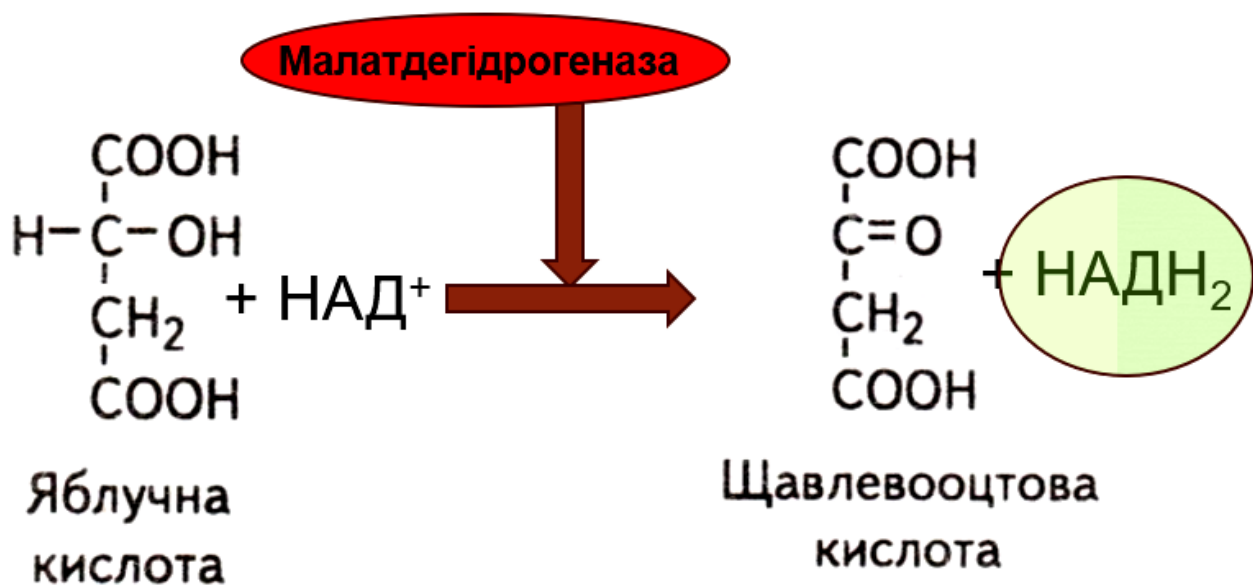 Малатдегідрогеназа
COOH
H–C–OH
CH₂
COOH
+ НАД⁺
COOH
C=O
CH₂
COOH
+ НАДН₂
Яблучна
кислота
Щавлевооцтова
кислота